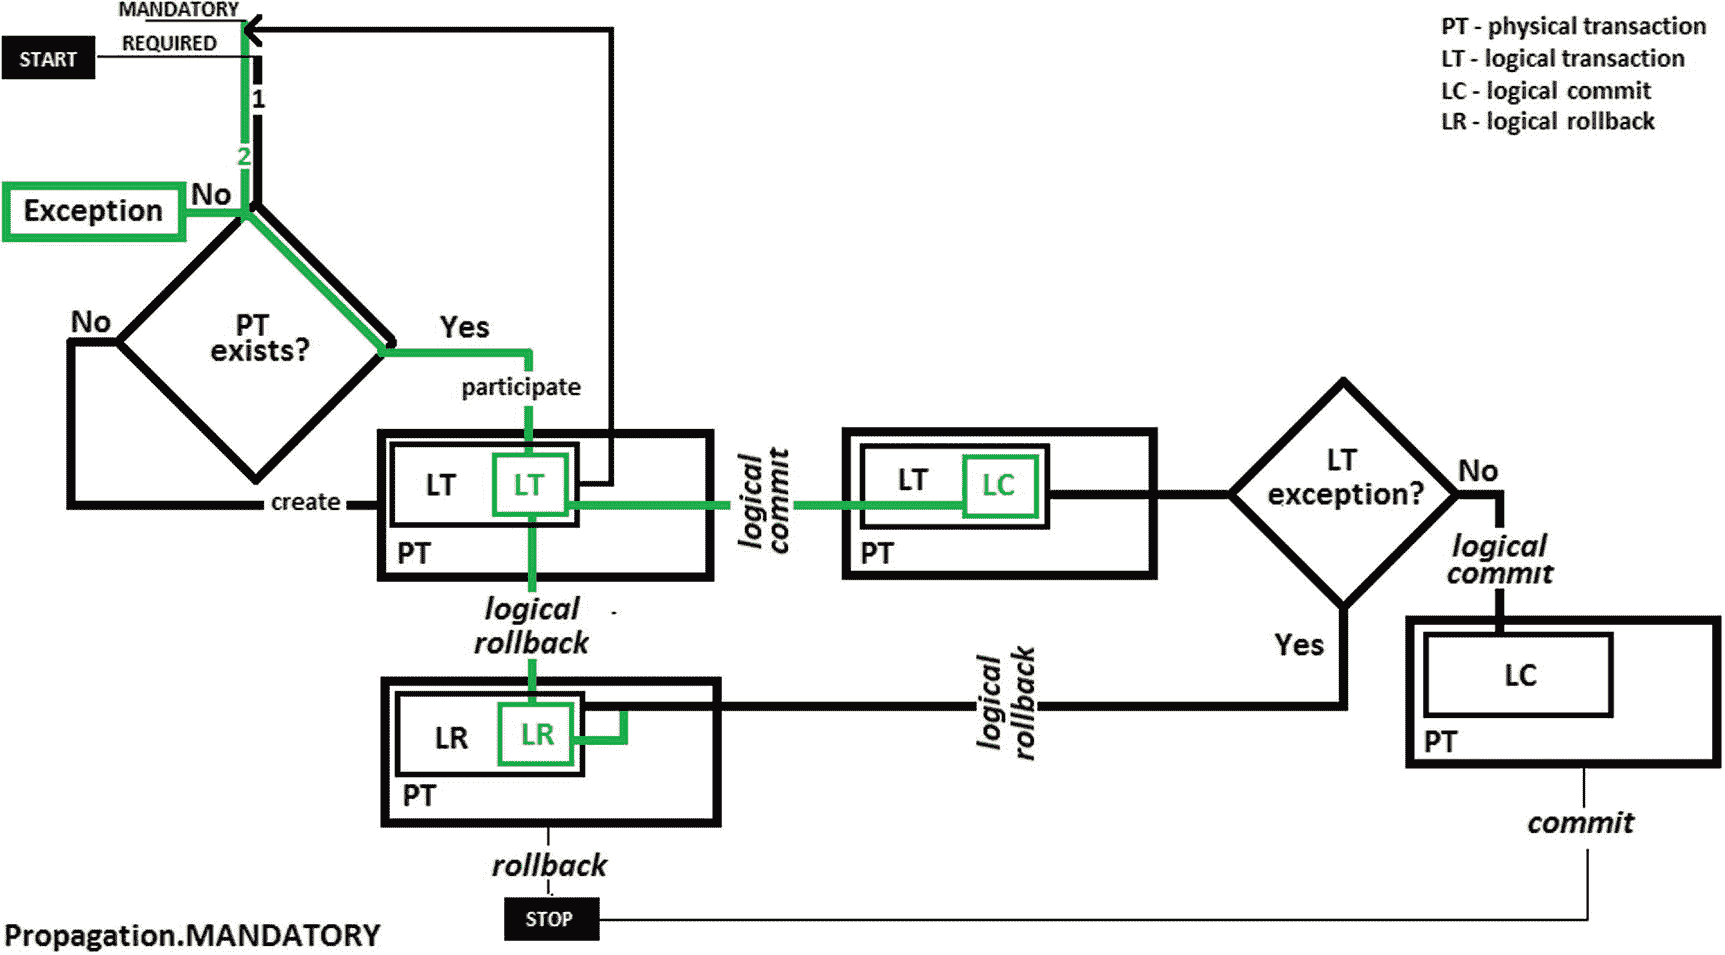 MANDATORY
START
REQUIRED
PT - physical transaction
LT - logical transaction
LC - logical commit
LR - logical rollback
1
2
Exception
No
No
PT
exists?
Yes
participate
create
LT
LT
PT
logical
commit
LT
LC
PT
LT
exception?
No
logical
commit
Yes
logical
rollback
logical
rollback
LC
PT
LR
LR
PT
commit
rollback
STOP
Propagation.MANDATORY